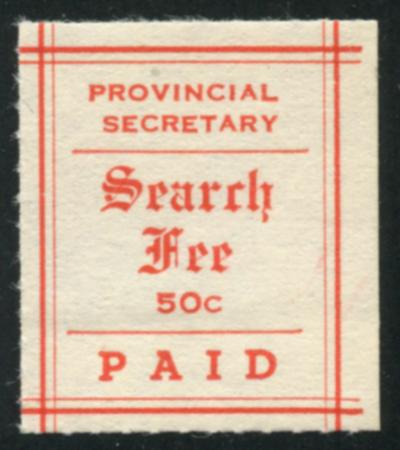 PROVINCIAL
SECRETARY
Search
Fee
50C
PAID